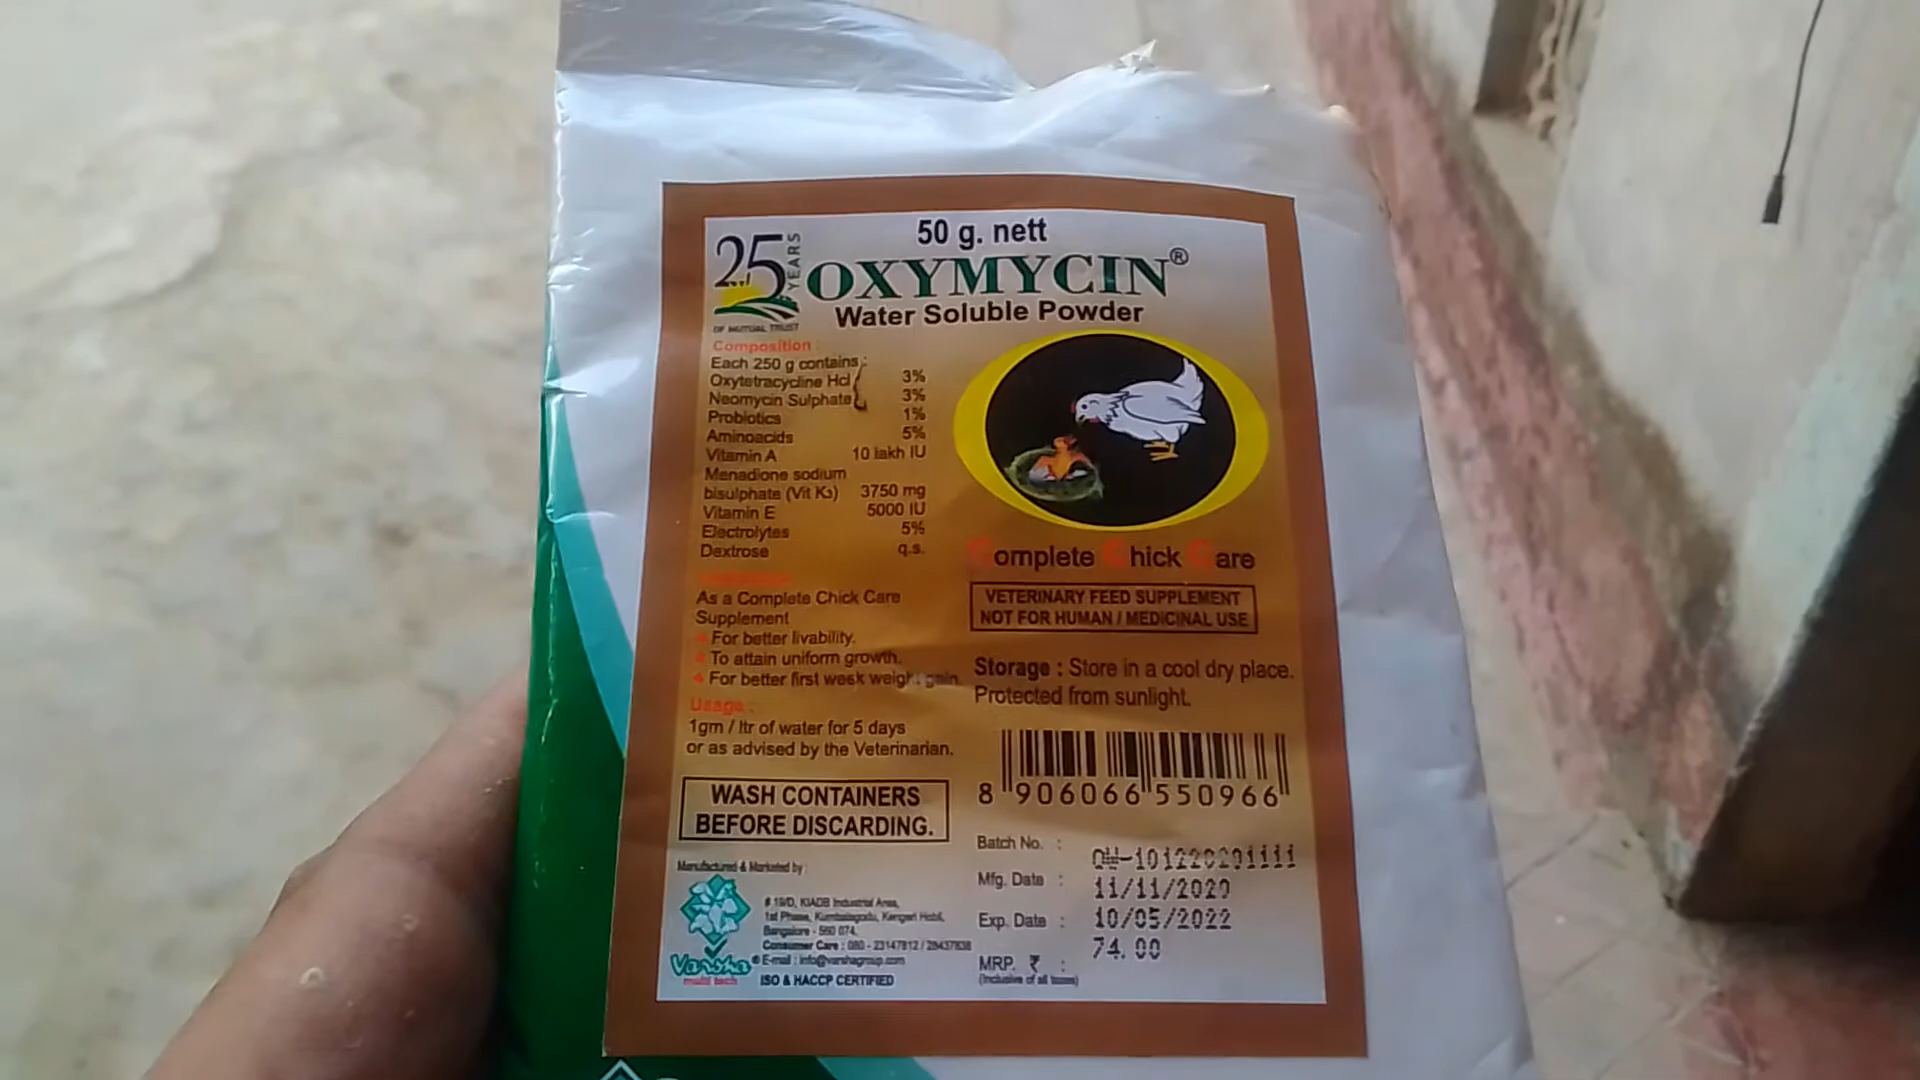 50 g. nett
25 YEARS
OF MUTUAL TRUST
OXYMYCIN®
Water Soluble Powder
Composition :
Each 250 g contains :
Oxytetracycline Hcl 3%
Neomycin Sulphate 3%
Probiotics 1%
Aminoacids 5%
Vitamin A 10 lakh IU
Menadione sodium
bisulphate (Vit K3) 3750 mg
Vitamin E 5000 IU
Electrolytes 5%
Dextrose q.s.
As a Complete Chick Care
Supplement
For better livability.
To attain uniform growth.
For better first week weight gain.
Usage :
1gm / ltr of water for 5 days
or as advised by the Veterinarian.
WASH CONTAINERS
BEFORE DISCARDING.
Manufactured & Marketed by :
Varsha
multi tech
# 19/D, KIADB Industrial Area,
1st Phase, Kumbalagodu, Kengeri Hobli,
Bangalore - 560 074.
Consumer Care : 080 - 23147812 / 28437838
E-mail : info@varshagroup.com
ISO & HACCP CERTIFIED
Complete Chick Care
VETERINARY FEED SUPPLEMENT
NOT FOR HUMAN / MEDICINAL USE
Storage : Store in a cool dry place.
Protected from sunlight.
8 906066 550966
Batch No. :
Mfg. Date : 11/11/2020
Exp. Date : 10/05/2022
MRP. ₹ : 74.00
(Inclusive of all taxes)